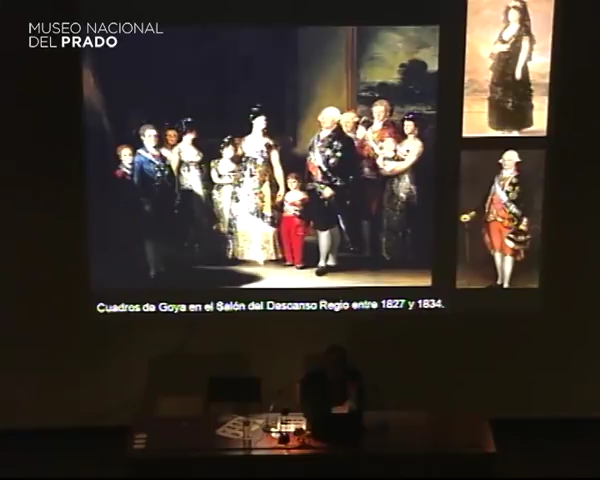 MUSEO NACIONAL
DEL PRADO
Cuadros de Goya en el Salón del Descanso Regio entre 1827 y 1834.